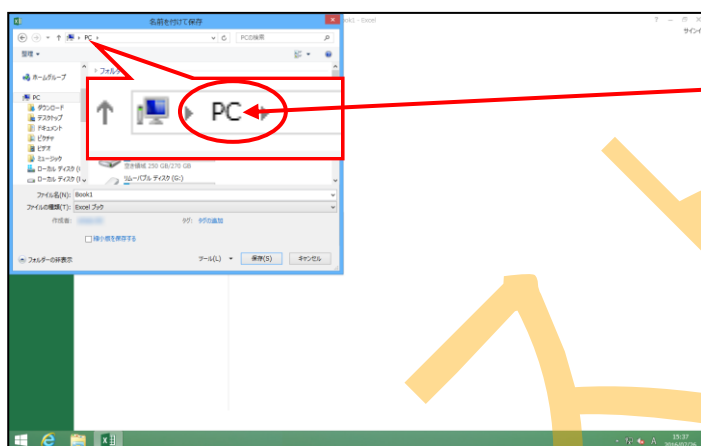 名前を付けて保存
Book1 - Excel
PC
PCの検索
サインイ
整理
ホームグループ
PC
ダウンロード
デスクトップ
ドキュメント
ピクチャ
ビデオ
ミュージック
ローカル ディスク (
ローカル ディスク (
フォルダ
PC
空き領域 250 GB/270 GB
リムーバブル ディスク (G:)
ファイル名(N): Book1
ファイルの種類(T): Excel ブック
作成者:
タグ: タグの追加
縮小版を保存する
フォルダーの非表示
ツール(L)
保存(S)
キャンセル
A
15:37
2016/07/26